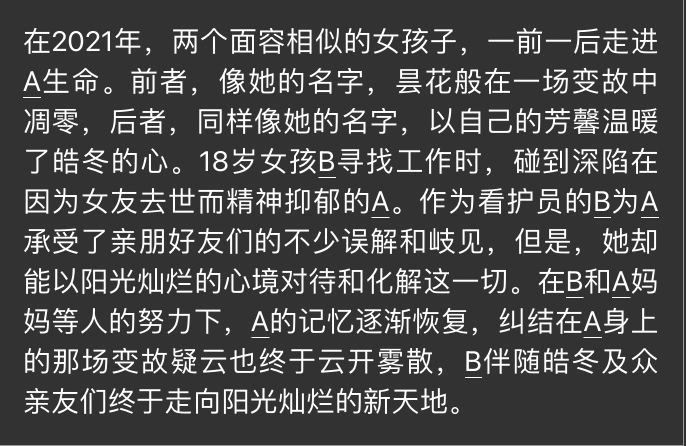 在2021年，两个面容相似的女孩子，一前一后走进
A生命。前者，像她的名字，昙花般在一场变故中
凋零，后者，同样像她的名字，以自己的芳馨温暖
了皓冬的心。18岁女孩B寻找工作时，碰到深陷在
因为女友去世而精神抑郁的A。作为看护员的B为A
承受了亲朋好友们的不少误解和岐见，但是，她却
能以阳光灿烂的心境对待和化解这一切。在B和A妈
妈等人的努力下，A的记忆逐渐恢复，纠结在A身上
的那场变故疑云也终于云开雾散，B伴随皓冬及众
亲友们终于走向阳光灿烂的新天地。